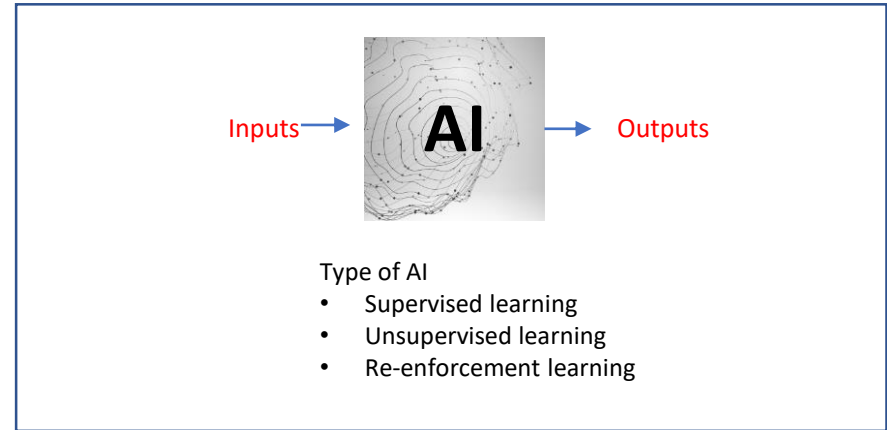 Inputs
AI
Outputs
Type of AI
• Supervised learning
• Unsupervised learning
• Re-enforcement learning